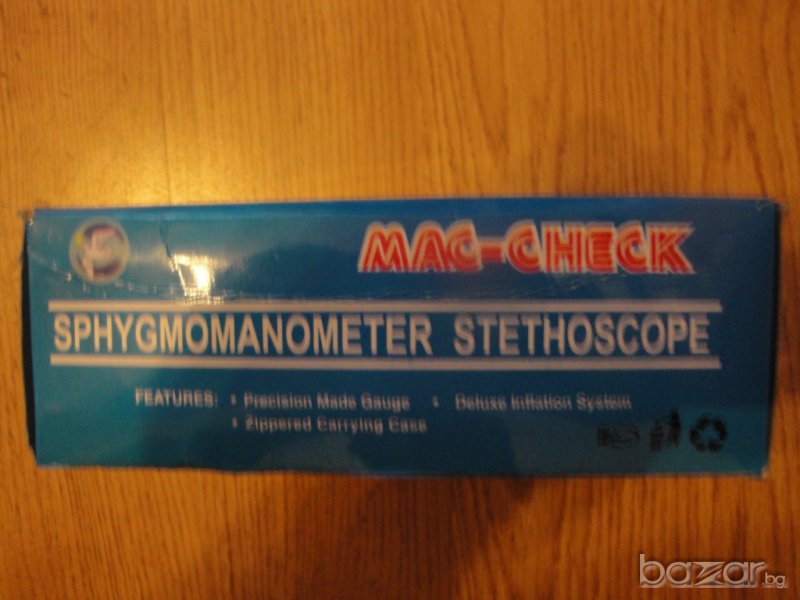 MAC-CHECK
SPHYGMOMANOMETER STETHOSCOPE
FEATURES: • Precision Made Gauge • Deluxe Inflation System
• Zippered Carrying Case
bazar.bg